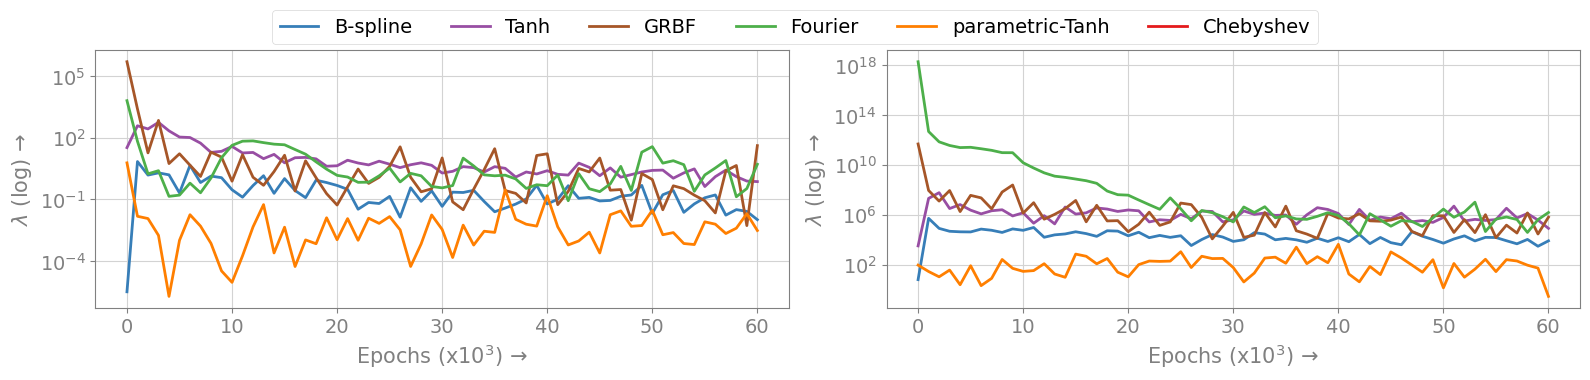 B-spline Tanh GRBF Fourier parametric-Tanh Chebyshev
λ (log) →
10^5
10^2
10^−1
10^−4
0 10 20 30 40 50 60
Epochs (x10^3) →
λ (log) →
10^18
10^14
10^10
10^6
10^2
0 10 20 30 40 50 60
Epochs (x10^3) →